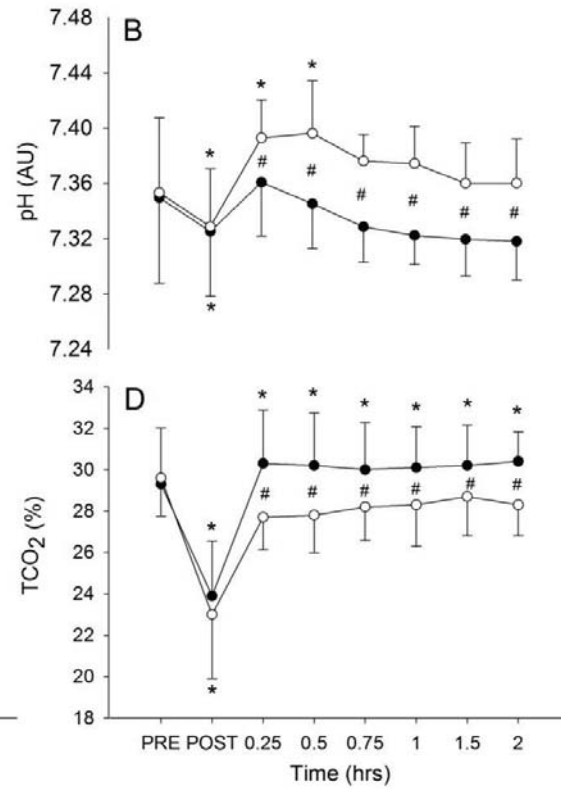 B
pH (AU)
7.48
7.44
7.40
7.36
7.32
7.28
7.24
* * *
# # # # # #
*
D
TCO₂ (%)
34
32
30
28
26
24
22
20
18
* * * * * *
# # # # # #
*
*
PRE POST 0.25 0.5 0.75 1 1.5 2
Time (hrs)